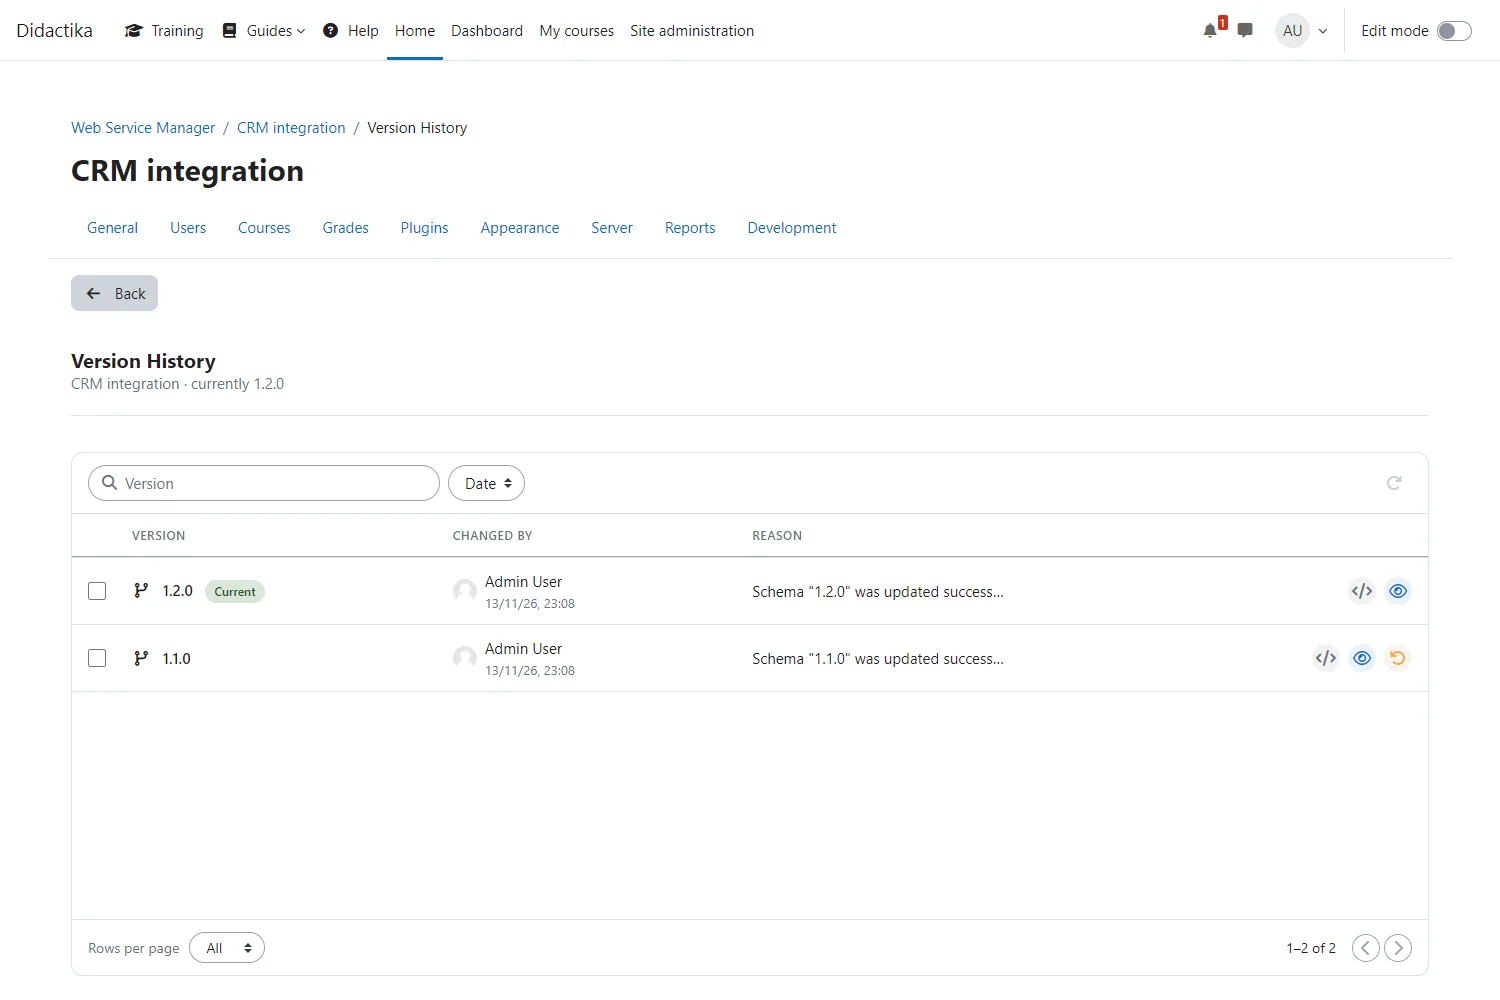 Didactika
Training
Guides
Help
Home
Dashboard
My courses
Site administration
1
AU
Edit mode
Web Service Manager / CRM integration / Version History
CRM integration
General
Users
Courses
Grades
Plugins
Appearance
Server
Reports
Development
Back
Version History
CRM integration · currently 1.2.0
Version
Date
VERSION
CHANGED BY
REASON
1.2.0
Current
Admin User
13/11/26, 23:08
Schema "1.2.0" was updated success...
1.1.0
Admin User
13/11/26, 23:08
Schema "1.1.0" was updated success...
Rows per page
All
1–2 of 2